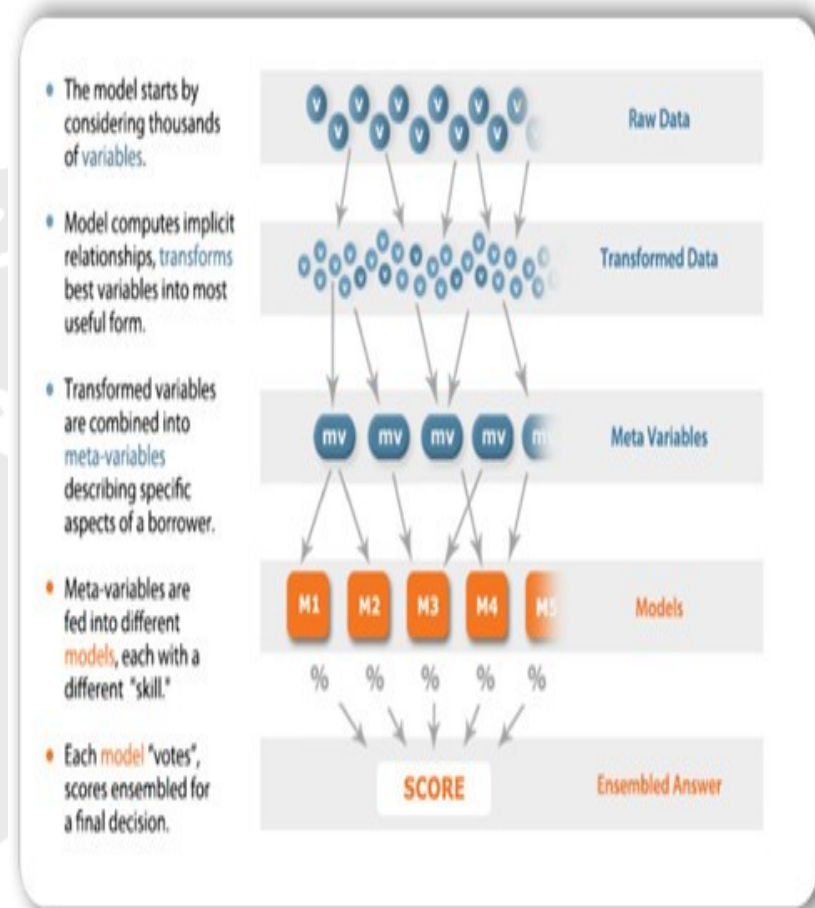 • The model starts by
considering thousands
of variables.
• Model computes implicit
relationships, transforms
best variables into most
useful form.
• Transformed variables
are combined into
meta-variables
describing specific
aspects of a borrower.
• Meta-variables are
fed into different
models, each with a
different "skill."
• Each model "votes",
scores ensembled for
a final decision.
V V V V V V
V V V V V V
Raw Data
Transformed Data
mv mv mv mv m
Meta Variables
M1 M2 M3 M4 M5
Models
% % % % %
SCORE
Ensembled Answer